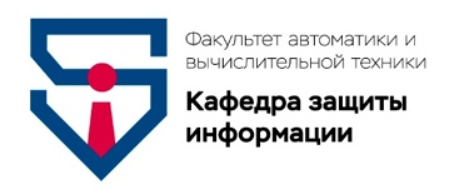 Факультет автоматики и
вычислительной техники
Кафедра защиты
информации